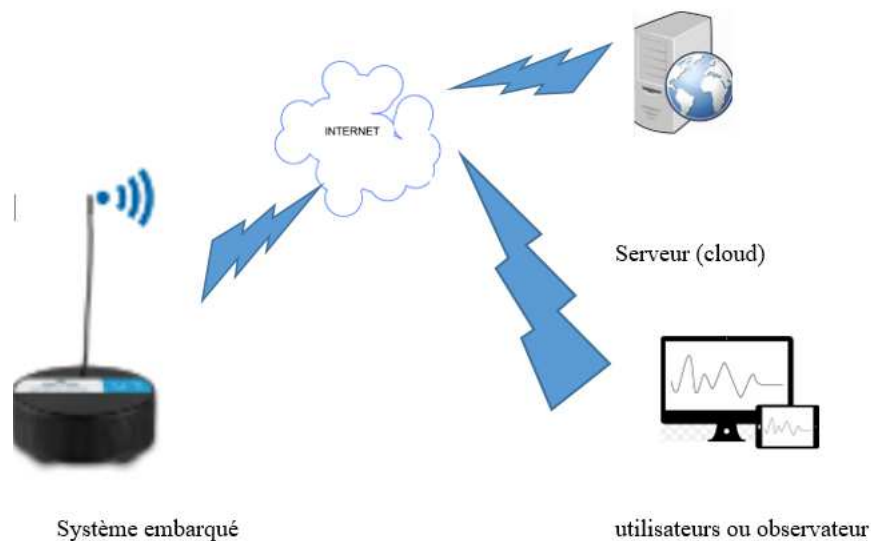 INTERNET
Serveur (cloud)
Système embarqué
utilisateurs ou observateur